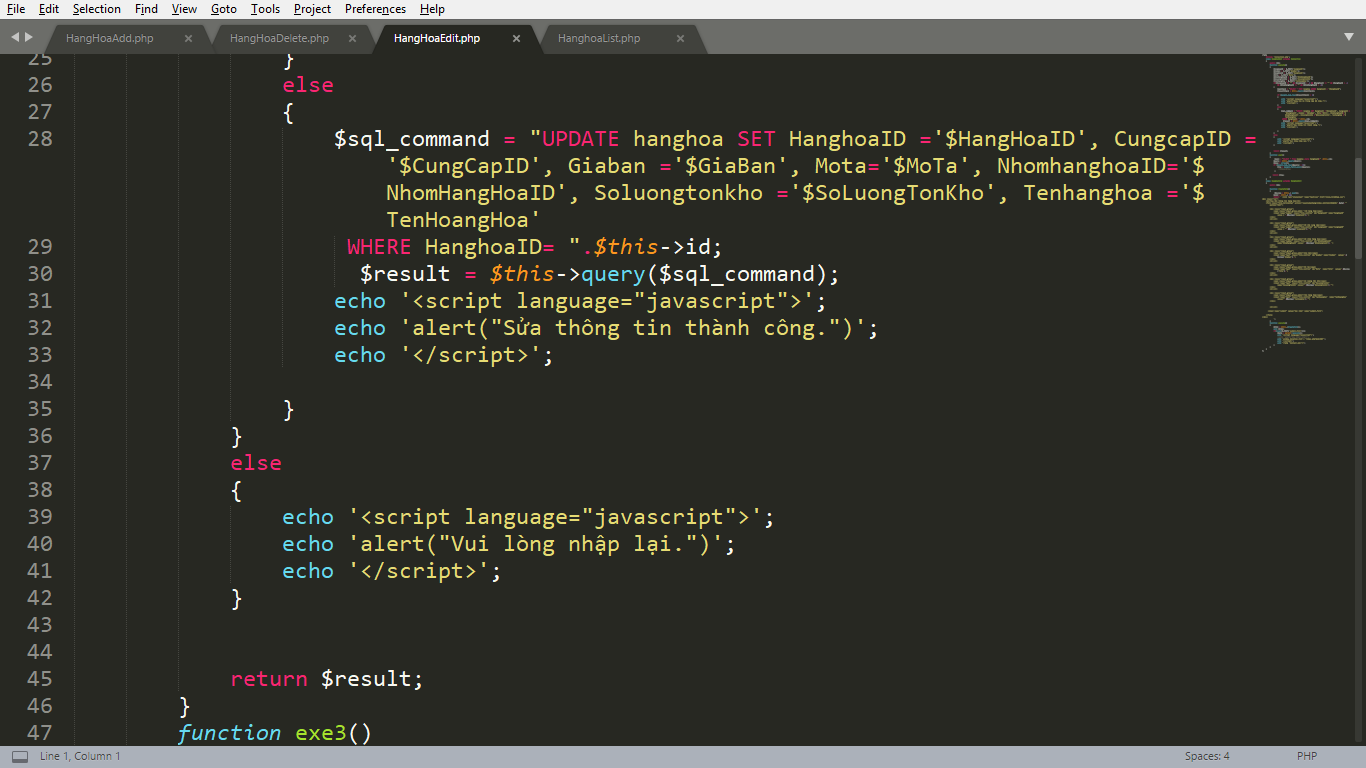 File Edit Selection Find View Goto Tools Project Preferences Help
HangHoaAdd.php × HangHoaDelete.php × HangHoaEdit.php × HanghoaList.php ×
25 }
26 else
27 {
28 $sql_command = "UPDATE hanghoa SET HanghoaID ='$HangHoaID', CungcapID =
'$CungCapID', Giaban ='$GiaBan', Mota='$MoTa', NhomhanghoaID='$
NhomHangHoaID', Soluongtonkho ='$SoLuongTonKho', Tenhanghoa ='$
TenHoangHoa'
29 WHERE HanghoaID= ".$this->id;
30 $result = $this->query($sql_command);
31 echo '<script language="javascript">';
32 echo 'alert("Sửa thông tin thành công.")';
33 echo '</script>';
34
35 }
36 }
37 else
38 {
39 echo '<script language="javascript">';
40 echo 'alert("Vui lòng nhập lại.")';
41 echo '</script>';
42 }
43
44
45 return $result;
46 }
47 function exe3()
Line 1, Column 1 Spaces: 4 PHP